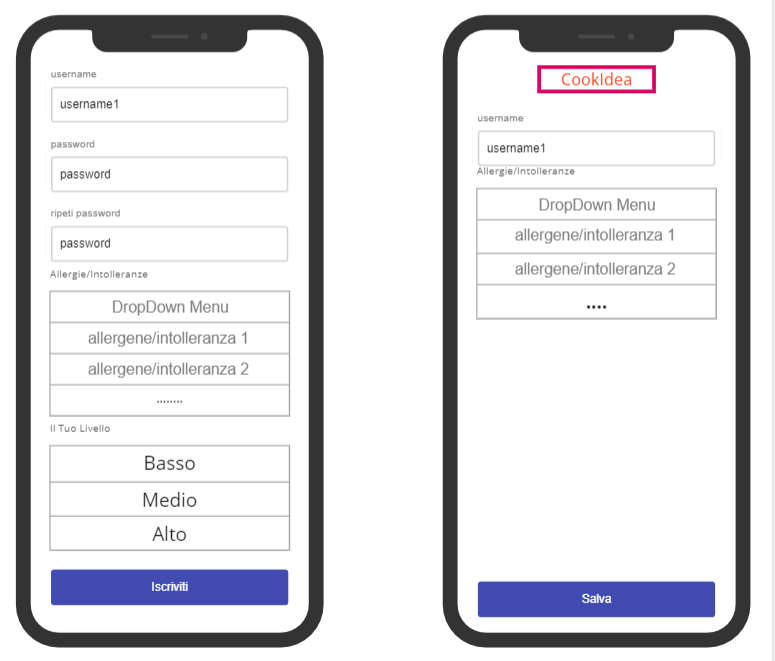 username
username1
password
password
ripeti password
password
Allergie/Intolleranze
DropDown Menu
allergene/intolleranza 1
allergene/intolleranza 2
........
Il Tuo Livello
Basso
Medio
Alto
Iscriviti
CookIdea
username
username1
Allergie/Intolleranze
DropDown Menu
allergene/intolleranza 1
allergene/intolleranza 2
....
Salva